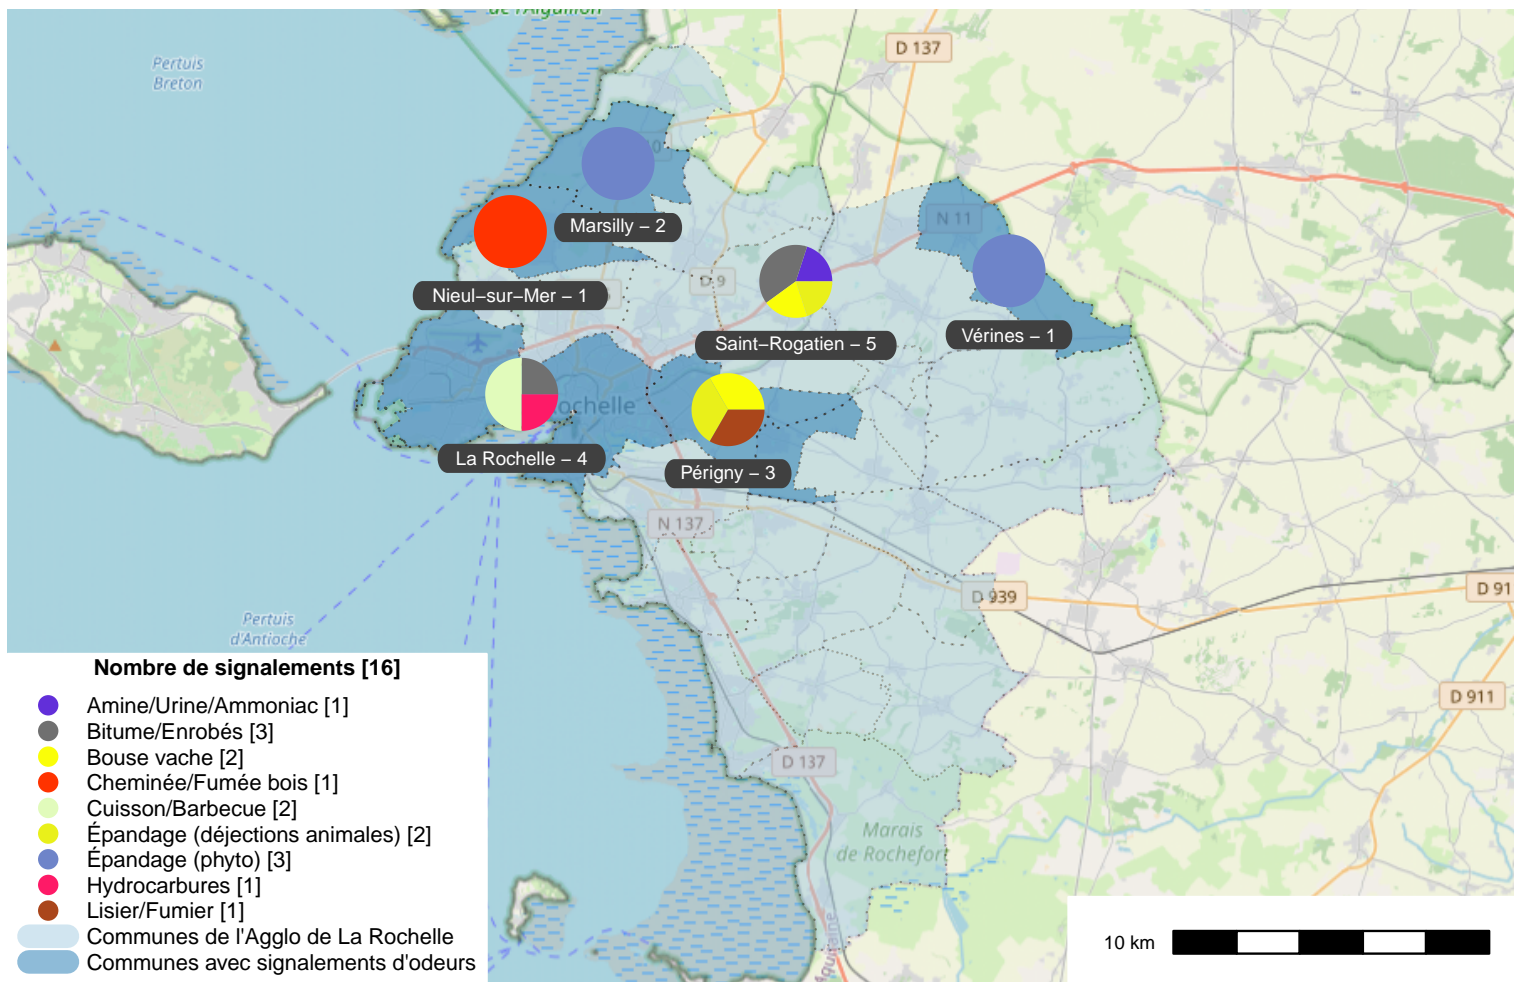 de l'Aiguillon
Pertuis
Breton
D 137
Marsilly – 2
N 11
D 9
Nieul–sur–Mer – 1
Saint–Rogatien – 5
Vérines – 1
ochelle
La Rochelle – 4
Périgny – 3
N 137
D 939
D 91
Pertuis
d'Antioche
D 911
D 137
Marais
de Rochefort
Aquitaine
Nombre de signalements [16]
Amine/Urine/Ammoniac [1]
Bitume/Enrobés [3]
Bouse vache [2]
Cheminée/Fumée bois [1]
Cuisson/Barbecue [2]
Épandage (déjections animales) [2]
Épandage (phyto) [3]
Hydrocarbures [1]
Lisier/Fumier [1]
Communes de l'Agglo de La Rochelle
Communes avec signalements d'odeurs
10 km